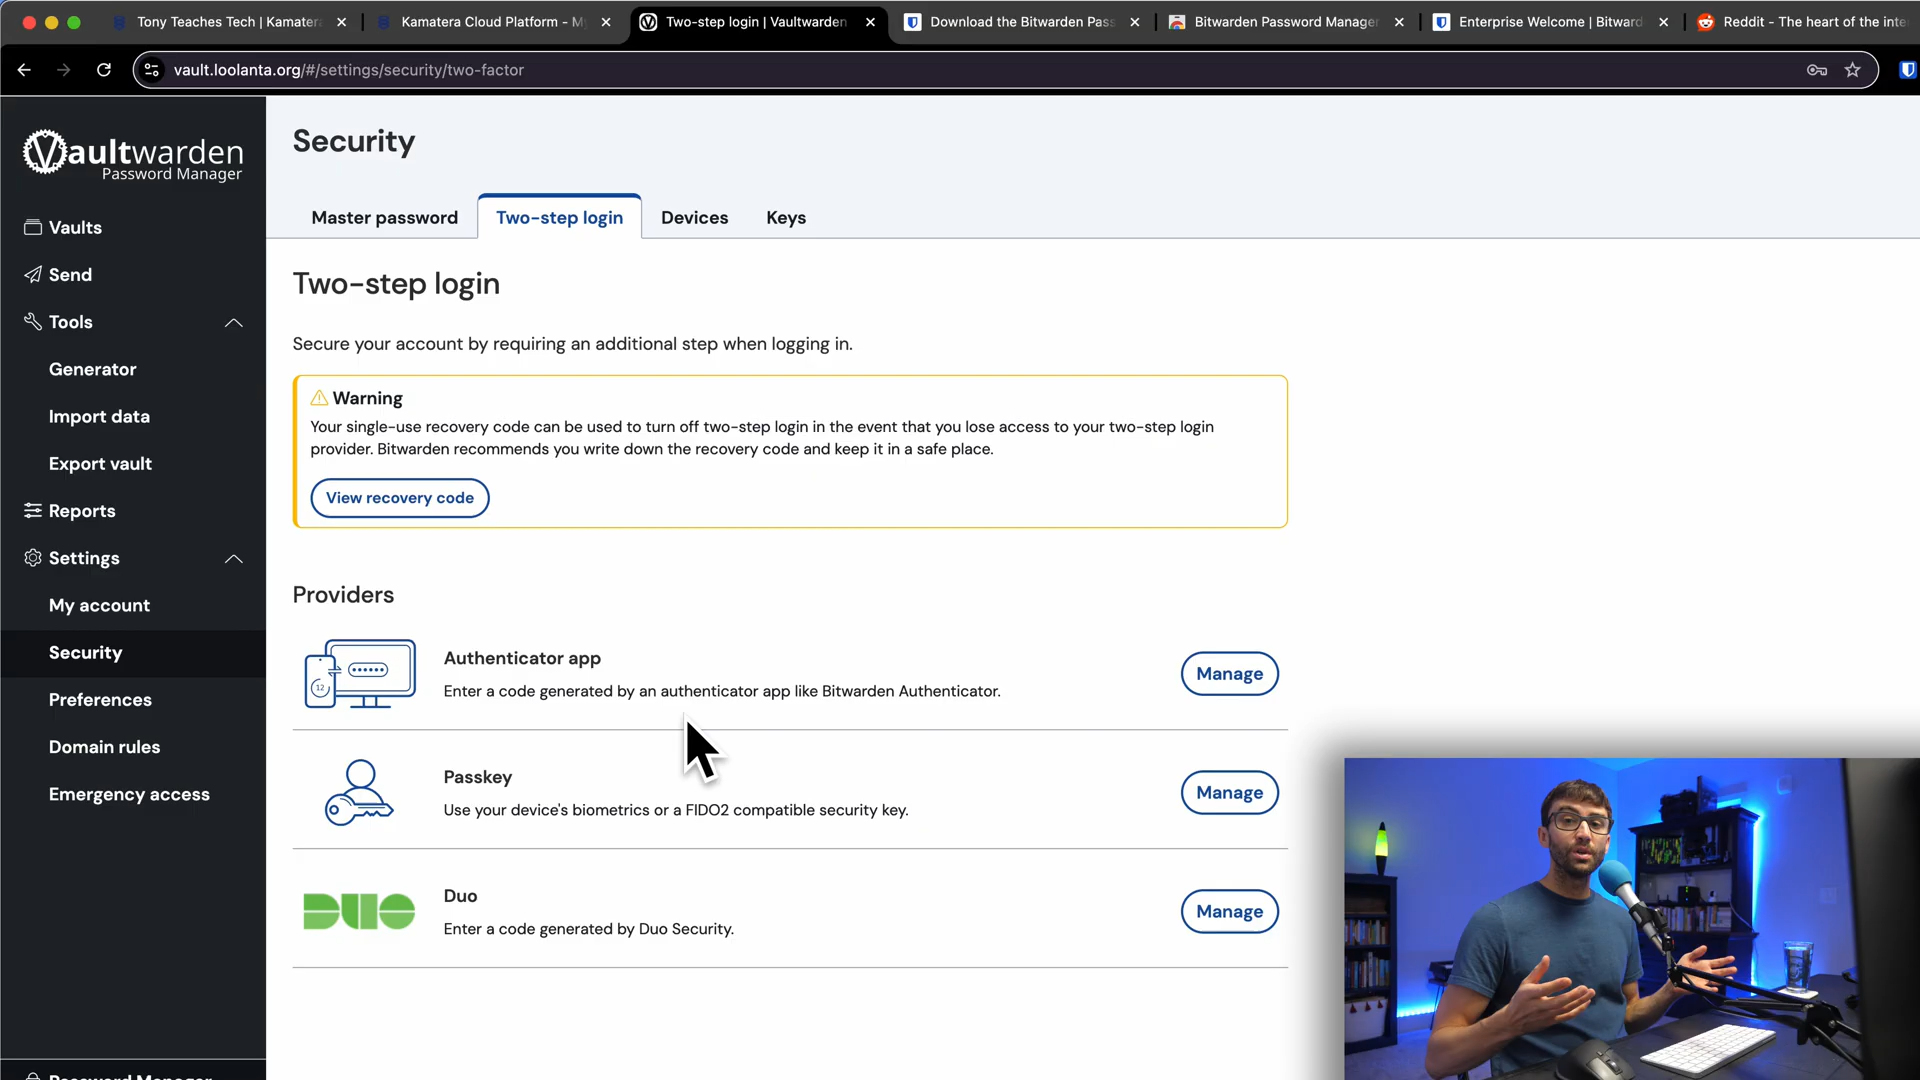 Tony Teaches Tech | Kamatera
Kamatera Cloud Platform - My
Two-step login | Vaultwarden
Download the Bitwarden Pass
Bitwarden Password Manager
Enterprise Welcome | Bitward
Reddit - The heart of the inte
vault.loolanta.org/#/settings/security/two-factor
Vaultwarden
Password Manager
Vaults
Send
Tools
Generator
Import data
Export vault
Reports
Settings
My account
Security
Preferences
Domain rules
Emergency access
Password Manager
Security
Master password
Two-step login
Devices
Keys
Two-step login
Secure your account by requiring an additional step when logging in.
Warning
Your single-use recovery code can be used to turn off two-step login in the event that you lose access to your two-step login
provider. Bitwarden recommends you write down the recovery code and keep it in a safe place.
View recovery code
Providers
12
Authenticator app
Enter a code generated by an authenticator app like Bitwarden Authenticator.
Manage
Passkey
Use your device's biometrics or a FIDO2 compatible security key.
Manage
DUO
Duo
Enter a code generated by Duo Security.
Manage